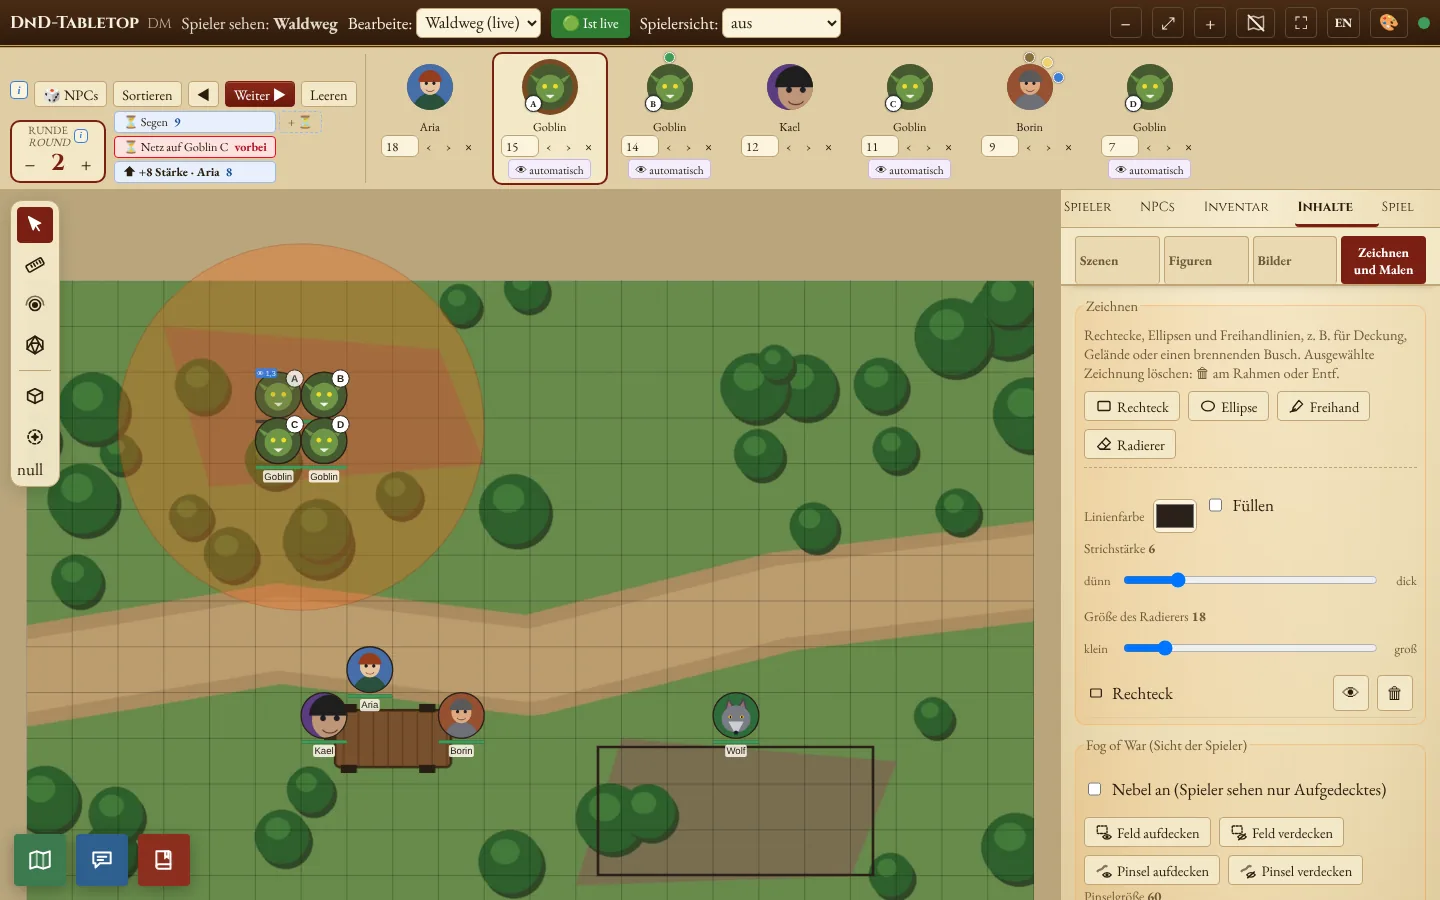 DnD-Tabletop DM Spieler sehen: Waldweg Bearbeite: Waldweg (live) Ist live Spielersicht: aus EN
NPCs Sortieren Weiter Leeren
RUNDE
ROUND
− 2 +
Segen 9
Netz auf Goblin C vorbei
+8 Stärke · Aria 8
Aria
18
A
Goblin
15
automatisch
B
Goblin
14
automatisch
Kael
12
C
Goblin
11
automatisch
Borin
9
D
Goblin
7
automatisch
null
1,3
A
B
C
D
Goblin
Goblin
Aria
Kael
Borin
Wolf
Spieler NPCs Inventar Inhalte Spiel
Szenen Figuren Bilder Zeichnen
und Malen
Zeichnen
Rechtecke, Ellipsen und Freihandlinien, z. B. für Deckung,
Gelände oder einen brennenden Busch. Ausgewählte
Zeichnung löschen: 🗑 am Rahmen oder Entf.
Rechteck Ellipse Freihand
Radierer
Linienfarbe Füllen
Strichstärke 6
dünn dick
Größe des Radierers 18
klein groß
Rechteck
Fog of War (Sicht der Spieler)
Nebel an (Spieler sehen nur Aufgedecktes)
Feld aufdecken Feld verdecken
Pinsel aufdecken Pinsel verdecken
Pinselgröße 60